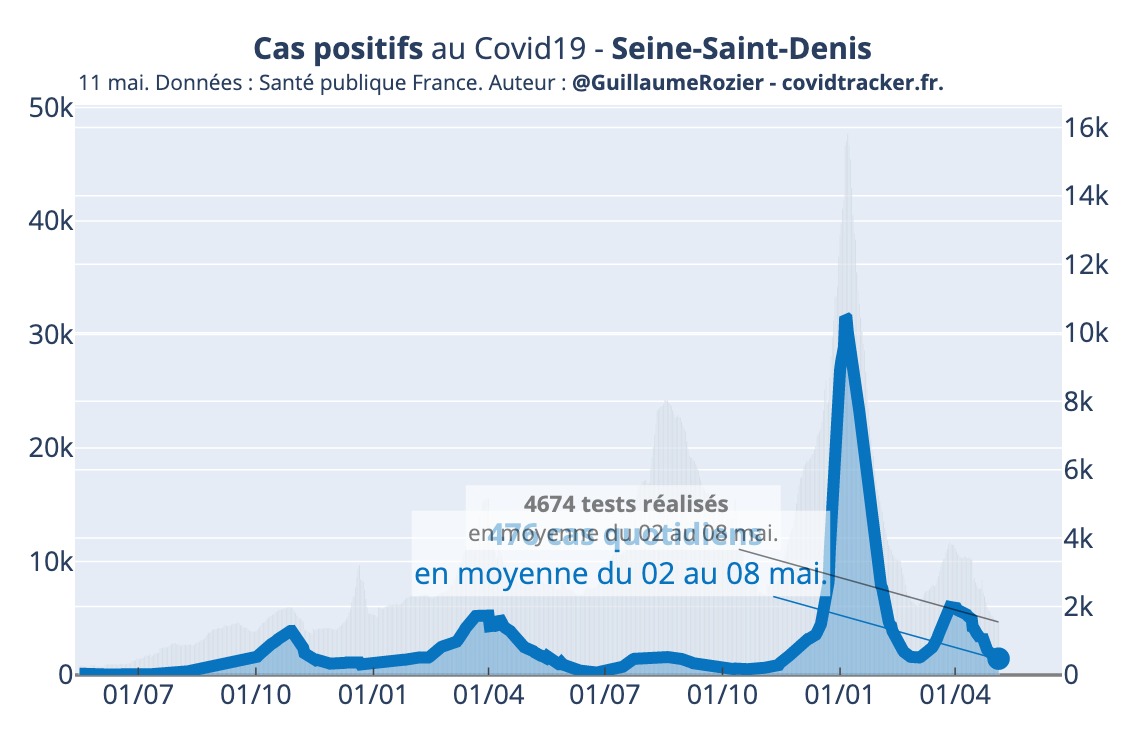 Cas positifs au Covid19 - Seine-Saint-Denis
11 mai. Données : Santé publique France. Auteur : @GuillaumeRozier - covidtracker.fr.
50k
40k
30k
20k
10k
0
16k
14k
12k
10k
8k
6k
4k
2k
0
4674 tests réalisés
en moyenne du 02 au 08 mai.
476 cas quotidiens
en moyenne du 02 au 08 mai.
01/07 01/10 01/01 01/04 01/07 01/10 01/01 01/04